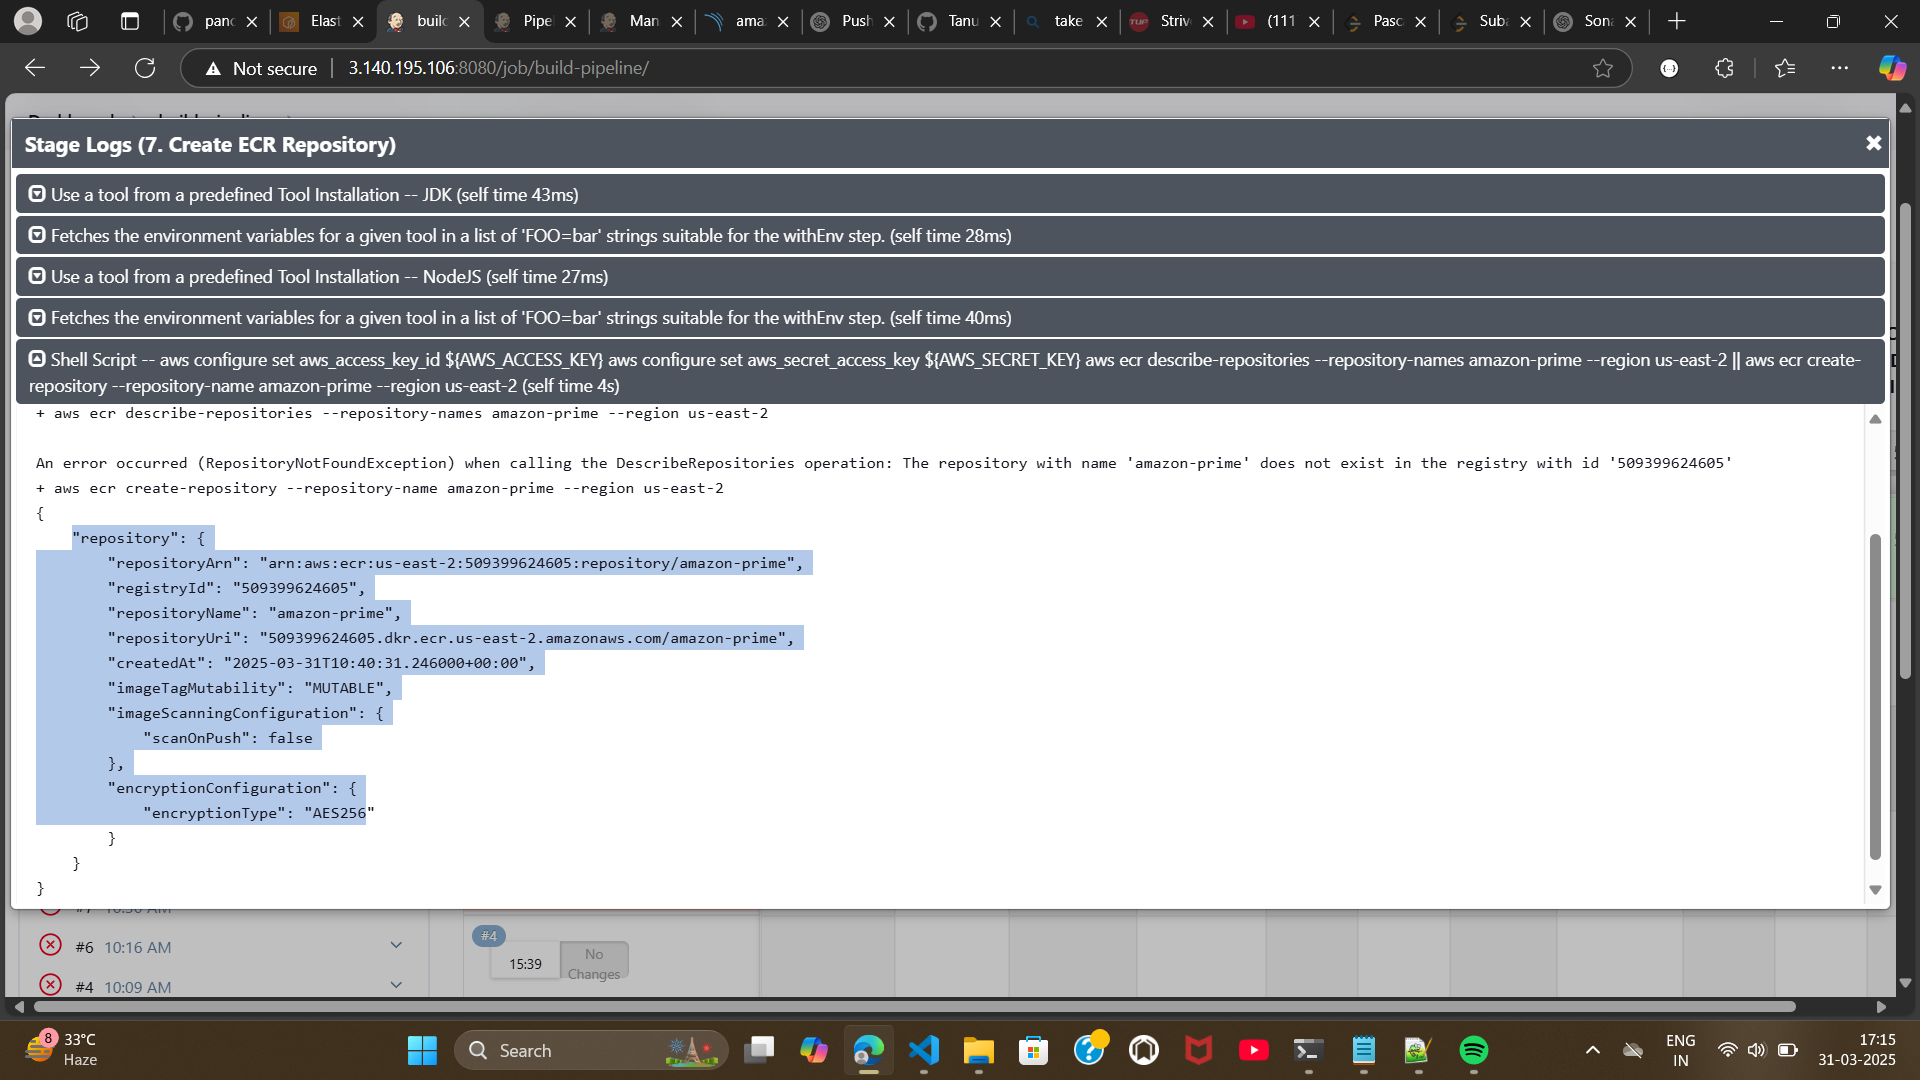 panc
Elast
builc
Pipel
Man
ama
Push
Tanu
take
Strive
(111
Pasc
Suba
Sona
Not secure
3.140.195.106:8080/job/build-pipeline/
Stage Logs (7. Create ECR Repository)
Use a tool from a predefined Tool Installation -- JDK (self time 43ms)
Fetches the environment variables for a given tool in a list of 'FOO=bar' strings suitable for the withEnv step. (self time 28ms)
Use a tool from a predefined Tool Installation -- NodeJS (self time 27ms)
Fetches the environment variables for a given tool in a list of 'FOO=bar' strings suitable for the withEnv step. (self time 40ms)
Shell Script -- aws configure set aws_access_key_id ${AWS_ACCESS_KEY} aws configure set aws_secret_access_key ${AWS_SECRET_KEY} aws ecr describe-repositories --repository-names amazon-prime --region us-east-2 || aws ecr create-
repository --repository-name amazon-prime --region us-east-2 (self time 4s)
+ aws ecr describe-repositories --repository-names amazon-prime --region us-east-2
An error occurred (RepositoryNotFoundException) when calling the DescribeRepositories operation: The repository with name 'amazon-prime' does not exist in the registry with id '509399624605'
+ aws ecr create-repository --repository-name amazon-prime --region us-east-2
{
"repository": {
"repositoryArn": "arn:aws:ecr:us-east-2:509399624605:repository/amazon-prime",
"registryId": "509399624605",
"repositoryName": "amazon-prime",
"repositoryUri": "509399624605.dkr.ecr.us-east-2.amazonaws.com/amazon-prime",
"createdAt": "2025-03-31T10:40:31.246000+00:00",
"imageTagMutability": "MUTABLE",
"imageScanningConfiguration": {
"scanOnPush": false
},
"encryptionConfiguration": {
"encryptionType": "AES256"
}
}
}
#6 10:16 AM
#4 10:09 AM
#4
15:39
No
Changes
8
33°C
Haze
Search
ENG
IN
17:15
31-03-2025